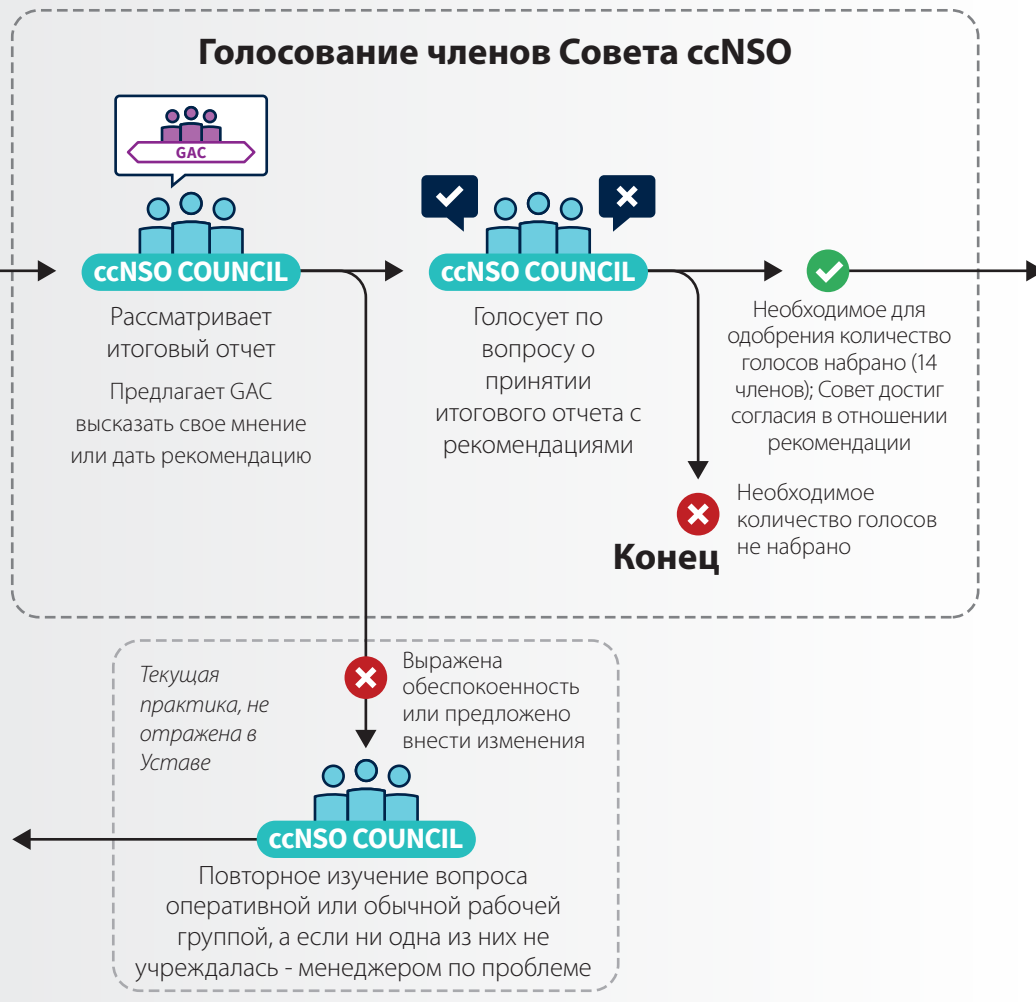 Голосование членов Совета ccNSO
GAC
ccNSO COUNCIL
Рассматривает
итоговый отчет
Предлагает GAC
высказать свое мнение
или дать рекомендацию
ccNSO COUNCIL
Голосует по
вопросу о
принятии
итогового отчета с
рекомендациями
Необходимое для
одобрения количество
голосов набрано (14
членов); Совет достиг
согласия в отношении
рекомендации
Необходимое
количество голосов
не набрано
Конец
Текущая
практика, не
отражена в
Уставе
Выражена
обеспокоенность
или предложено
внести изменения
ccNSO COUNCIL
Повторное изучение вопроса
оперативной или обычной рабочей
группой, а если ни одна из них не
учреждалась - менеджером по проблеме